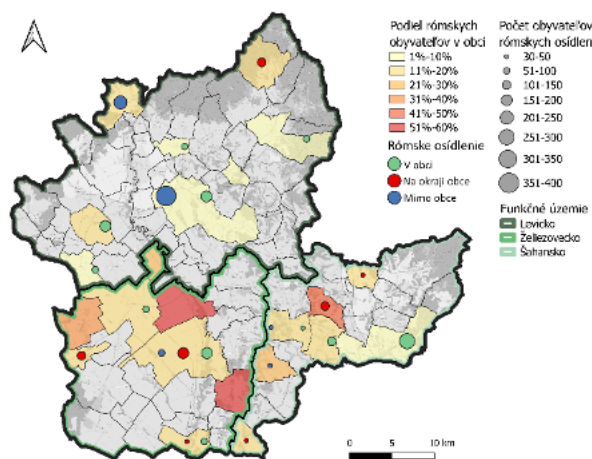 Podiel rómskych
obyvateľov v obci
1%-10%
11%-20%
21%-30%
31%-40%
41%-50%
51%-60%
Rómske osídlenie
V obci
Na okraji obce
Mimo obce
Počet obyvateľov
rómskych osídlení
30-50
51-100
101-150
151-200
201-250
251-300
301-350
351-400
Funkčné územie
Levicko
Želiezovecko
Šahansko
0 5 10 km